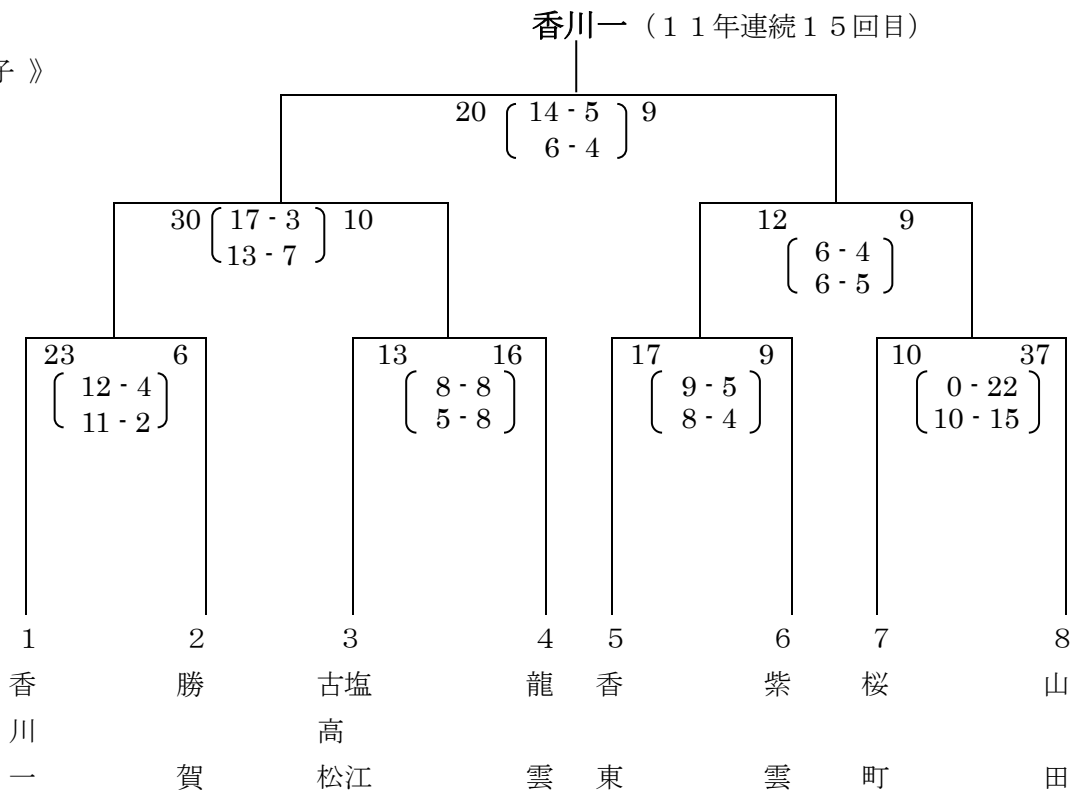 香川一（１１年連続１５回目）
子 》
20 14 - 5 9
6 - 4
30 17 - 3 10
13 - 7
12 9
6 - 4
6 - 5
23 6
12 - 4
11 - 2
13 16
8 - 8
5 - 8
17 9
9 - 5
8 - 4
10 37
0 - 22
10 - 15
1 2 3 4 5 6 7 8
香川一
勝賀
古高松
塩江
龍雲
香東
紫雲
桜町
山田